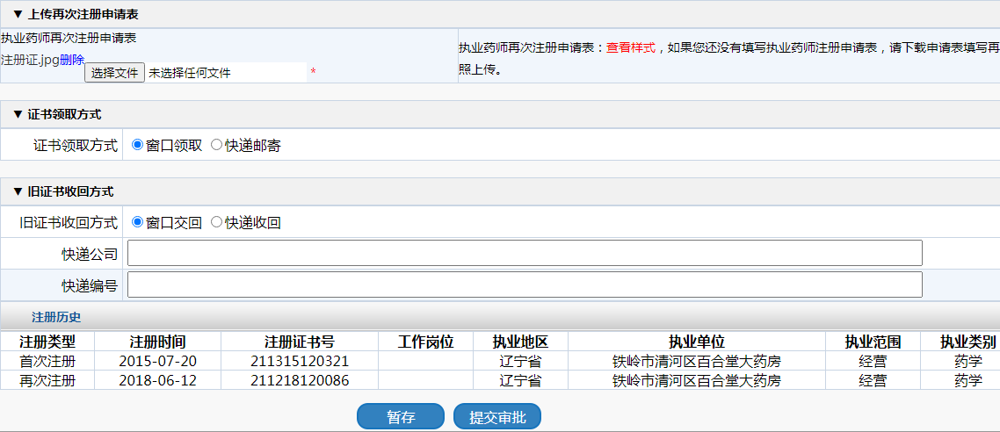 ▼ 上传再次注册申请表
执业药师再次注册申请表
注册证.jpg删除
选择文件 未选择任何文件 *
执业药师再次注册申请表：查看样式，如果您还没有填写执业药师注册申请表，请下载申请表填写再
照上传。
▼ 证书领取方式
证书领取方式 窗口领取 快递邮寄
▼ 旧证书收回方式
旧证书收回方式 窗口交回 快递收回
快递公司
快递编号
注册历史
注册类型 注册时间 注册证书号 工作岗位 执业地区 执业单位 执业范围 执业类别
首次注册 2015-07-20 211315120321 辽宁省 铁岭市清河区百合堂大药房 经营 药学
再次注册 2018-06-12 211218120086 辽宁省 铁岭市清河区百合堂大药房 经营 药学
暂存 提交审批